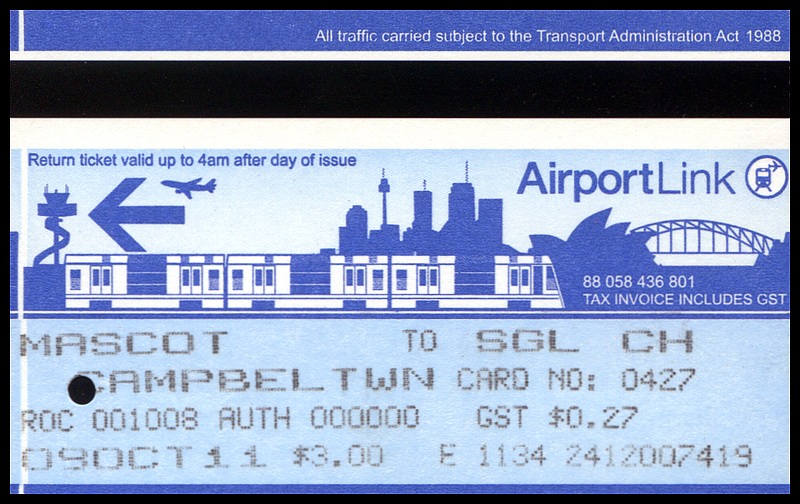 All traffic carried subject to the Transport Administration Act 1988
Return ticket valid up to 4am after day of issue
AirportLink
88 058 436 801
TAX INVOICE INCLUDES GST
MASCOT TO SGL CH
CAMPBELTWN CARD NO: 0427
ROC 001008 AUTH 000000 GST $0.27
09OCT11 $3.00 E 1134 2412007419